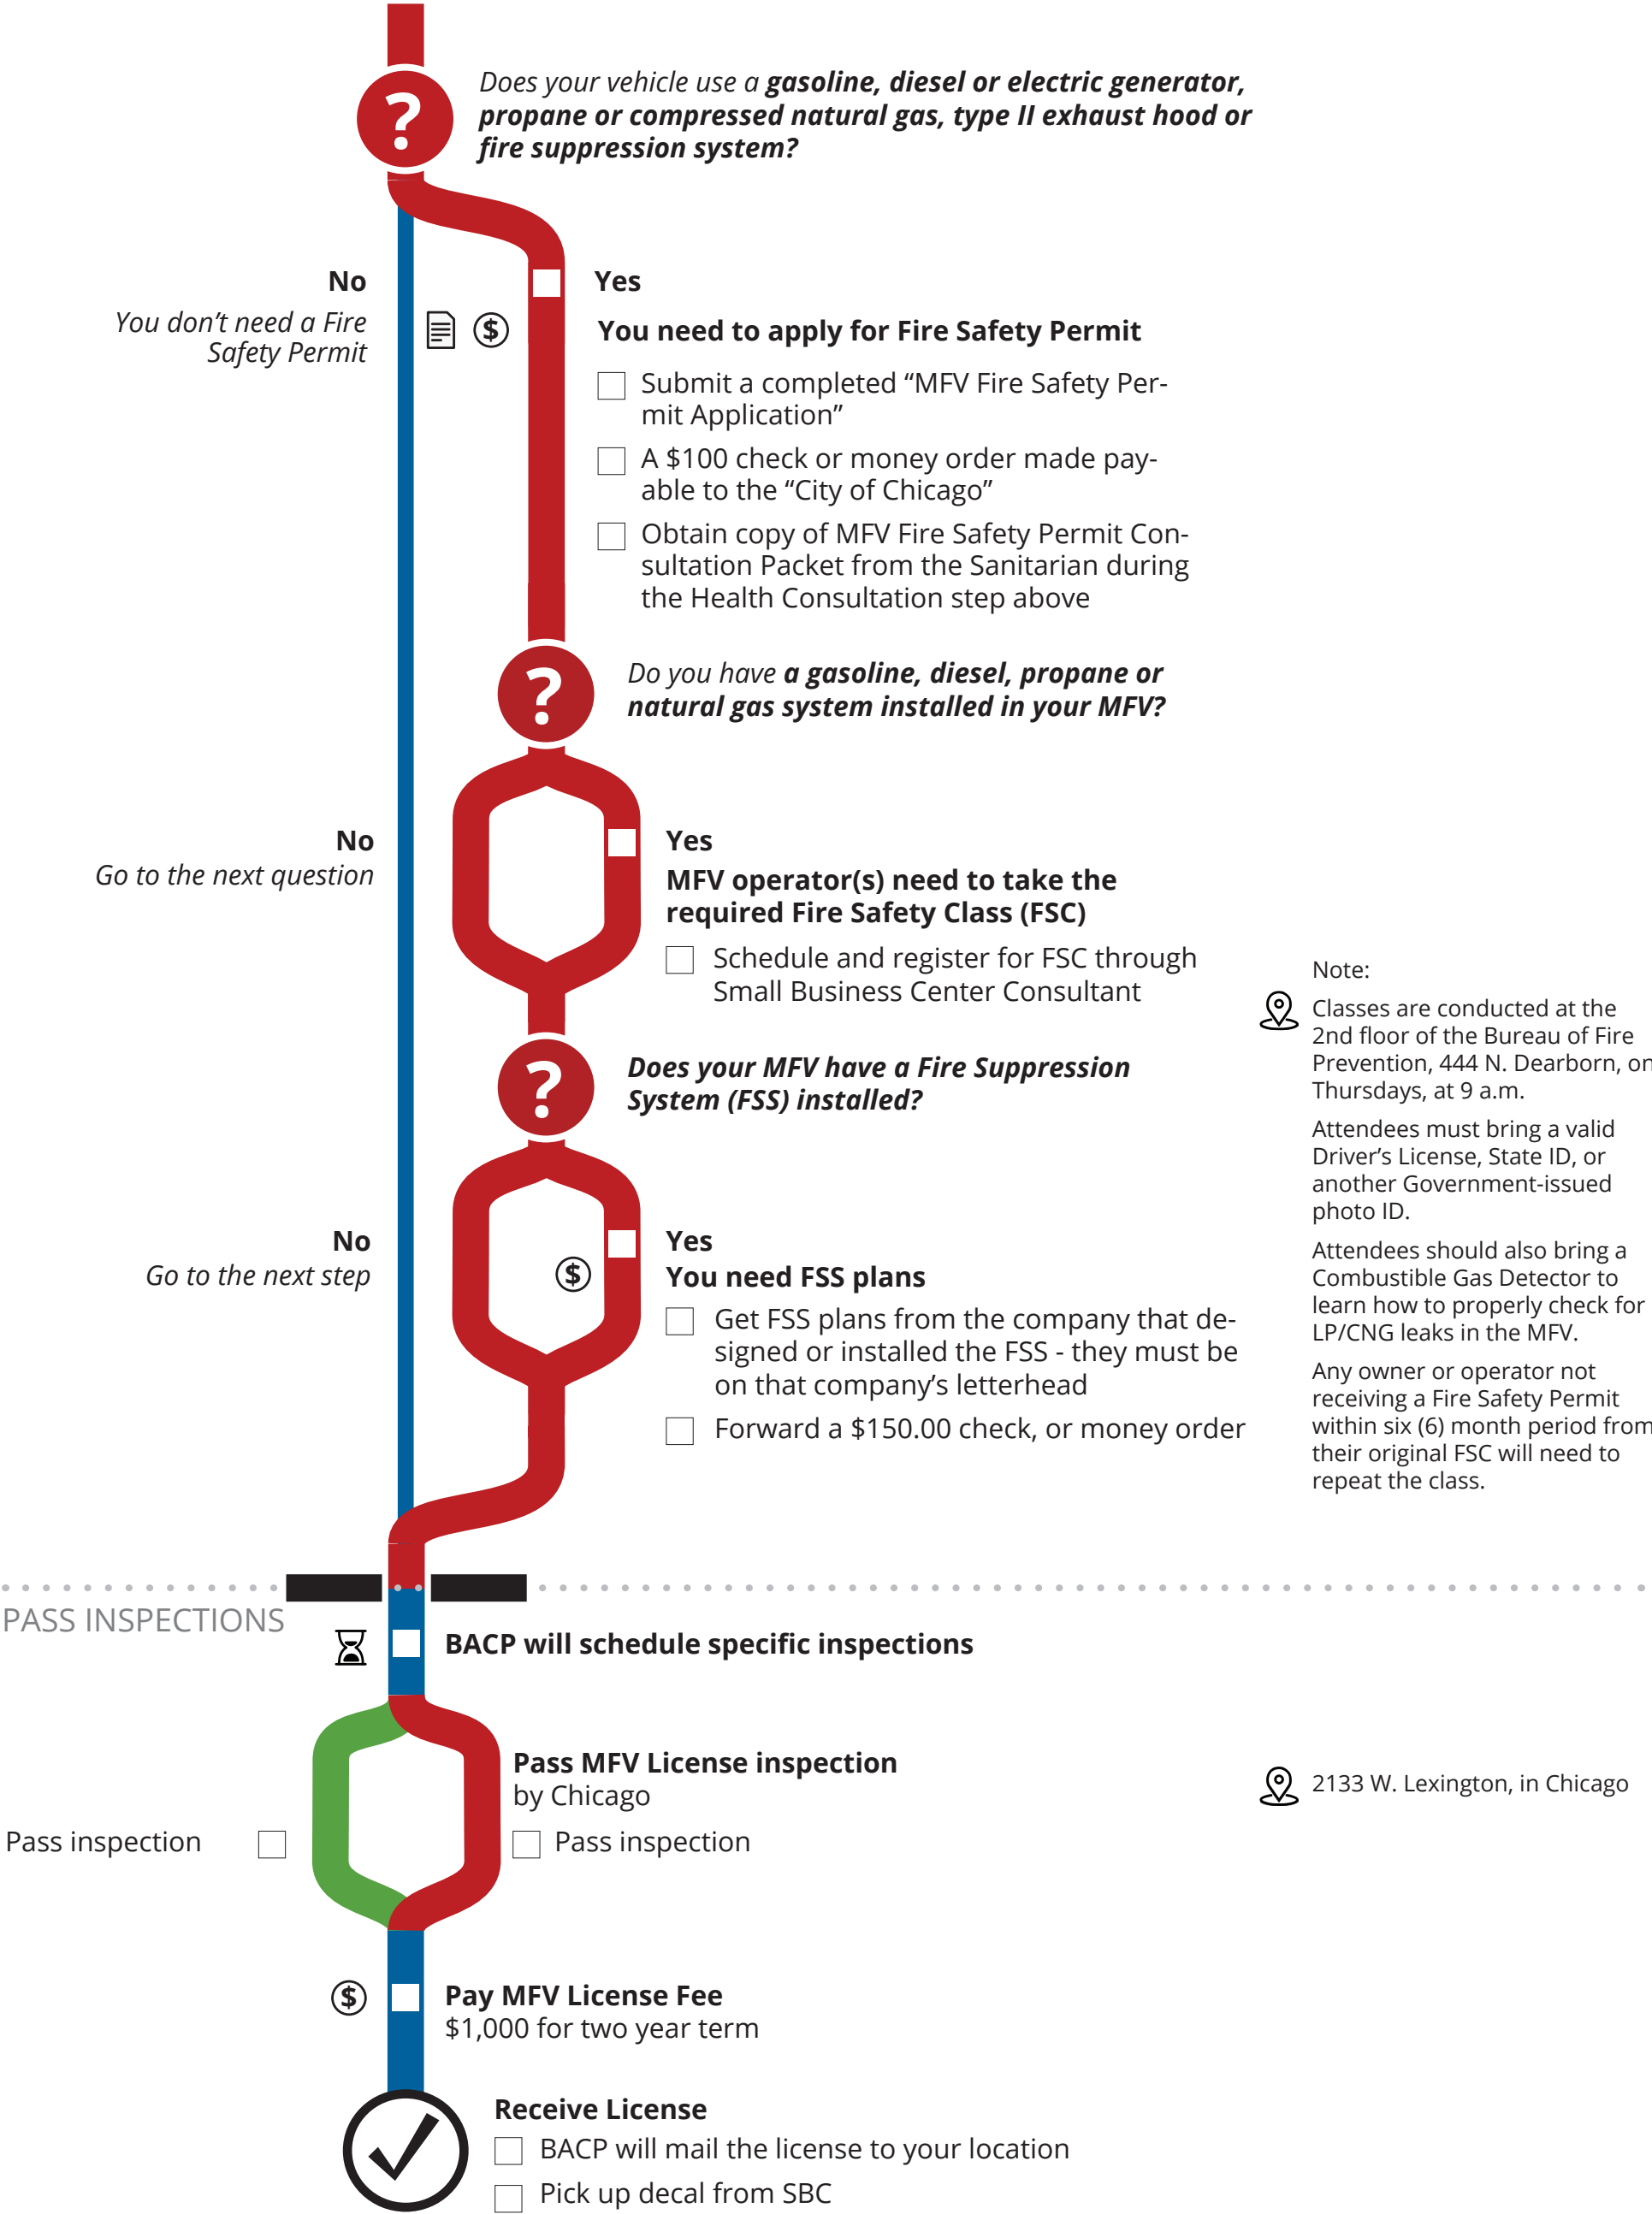 ?
Does your vehicle use a gasoline, diesel or electric generator,
propane or compressed natural gas, type II exhaust hood or
fire suppression system?
No
You don’t need a Fire
Safety Permit
$
Yes
You need to apply for Fire Safety Permit
Submit a completed “MFV Fire Safety Per-
mit Application”
A $100 check or money order made pay-
able to the “City of Chicago”
Obtain copy of MFV Fire Safety Permit Con-
sultation Packet from the Sanitarian during
the Health Consultation step above
?
Do you have a gasoline, diesel, propane or
natural gas system installed in your MFV?
No
Go to the next question
Yes
MFV operator(s) need to take the
required Fire Safety Class (FSC)
Schedule and register for FSC through
Small Business Center Consultant
Note:
Classes are conducted at the
2nd floor of the Bureau of Fire
Prevention, 444 N. Dearborn, on
Thursdays, at 9 a.m.
Attendees must bring a valid
Driver’s License, State ID, or
another Government-issued
photo ID.
Attendees should also bring a
Combustible Gas Detector to
learn how to properly check for
LP/CNG leaks in the MFV.
Any owner or operator not
receiving a Fire Safety Permit
within six (6) month period from
their original FSC will need to
repeat the class.
?
Does your MFV have a Fire Suppression
System (FSS) installed?
No
Go to the next step
$
Yes
You need FSS plans
Get FSS plans from the company that de-
signed or installed the FSS - they must be
on that company’s letterhead
Forward a $150.00 check, or money order
PASS INSPECTIONS
BACP will schedule specific inspections
Pass MFV License inspection
by Chicago
2133 W. Lexington, in Chicago
Pass inspection
Pass inspection
$
Pay MFV License Fee
$1,000 for two year term
Receive License
BACP will mail the license to your location
Pick up decal from SBC